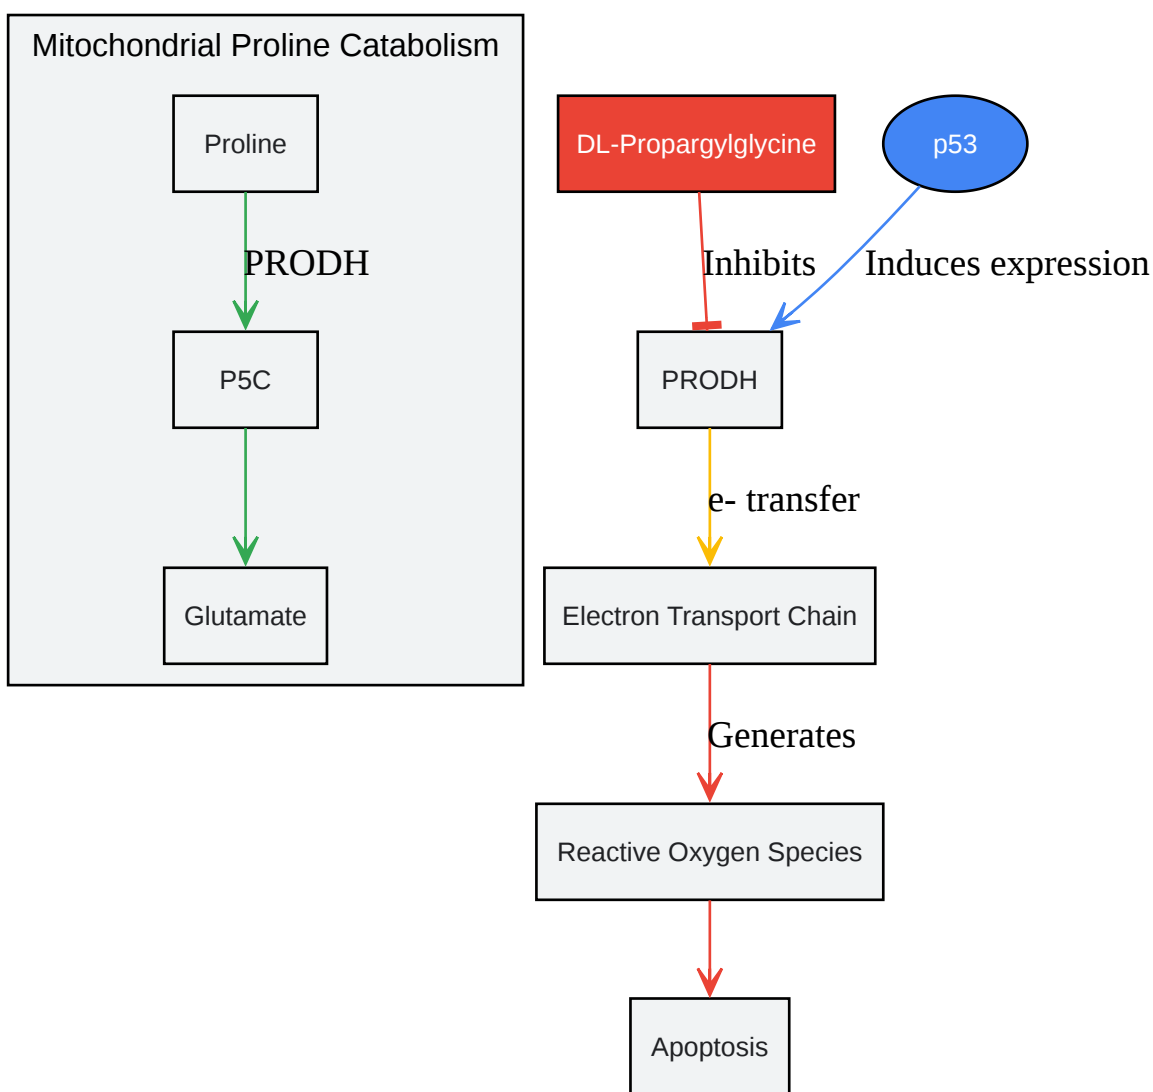 Mitochondrial Proline Catabolism
Proline
PRODH
P5C
Glutamate
DL-Propargylglycine
p53
Inhibits
Induces expression
PRODH
e- transfer
Electron Transport Chain
Generates
Reactive Oxygen Species
Apoptosis